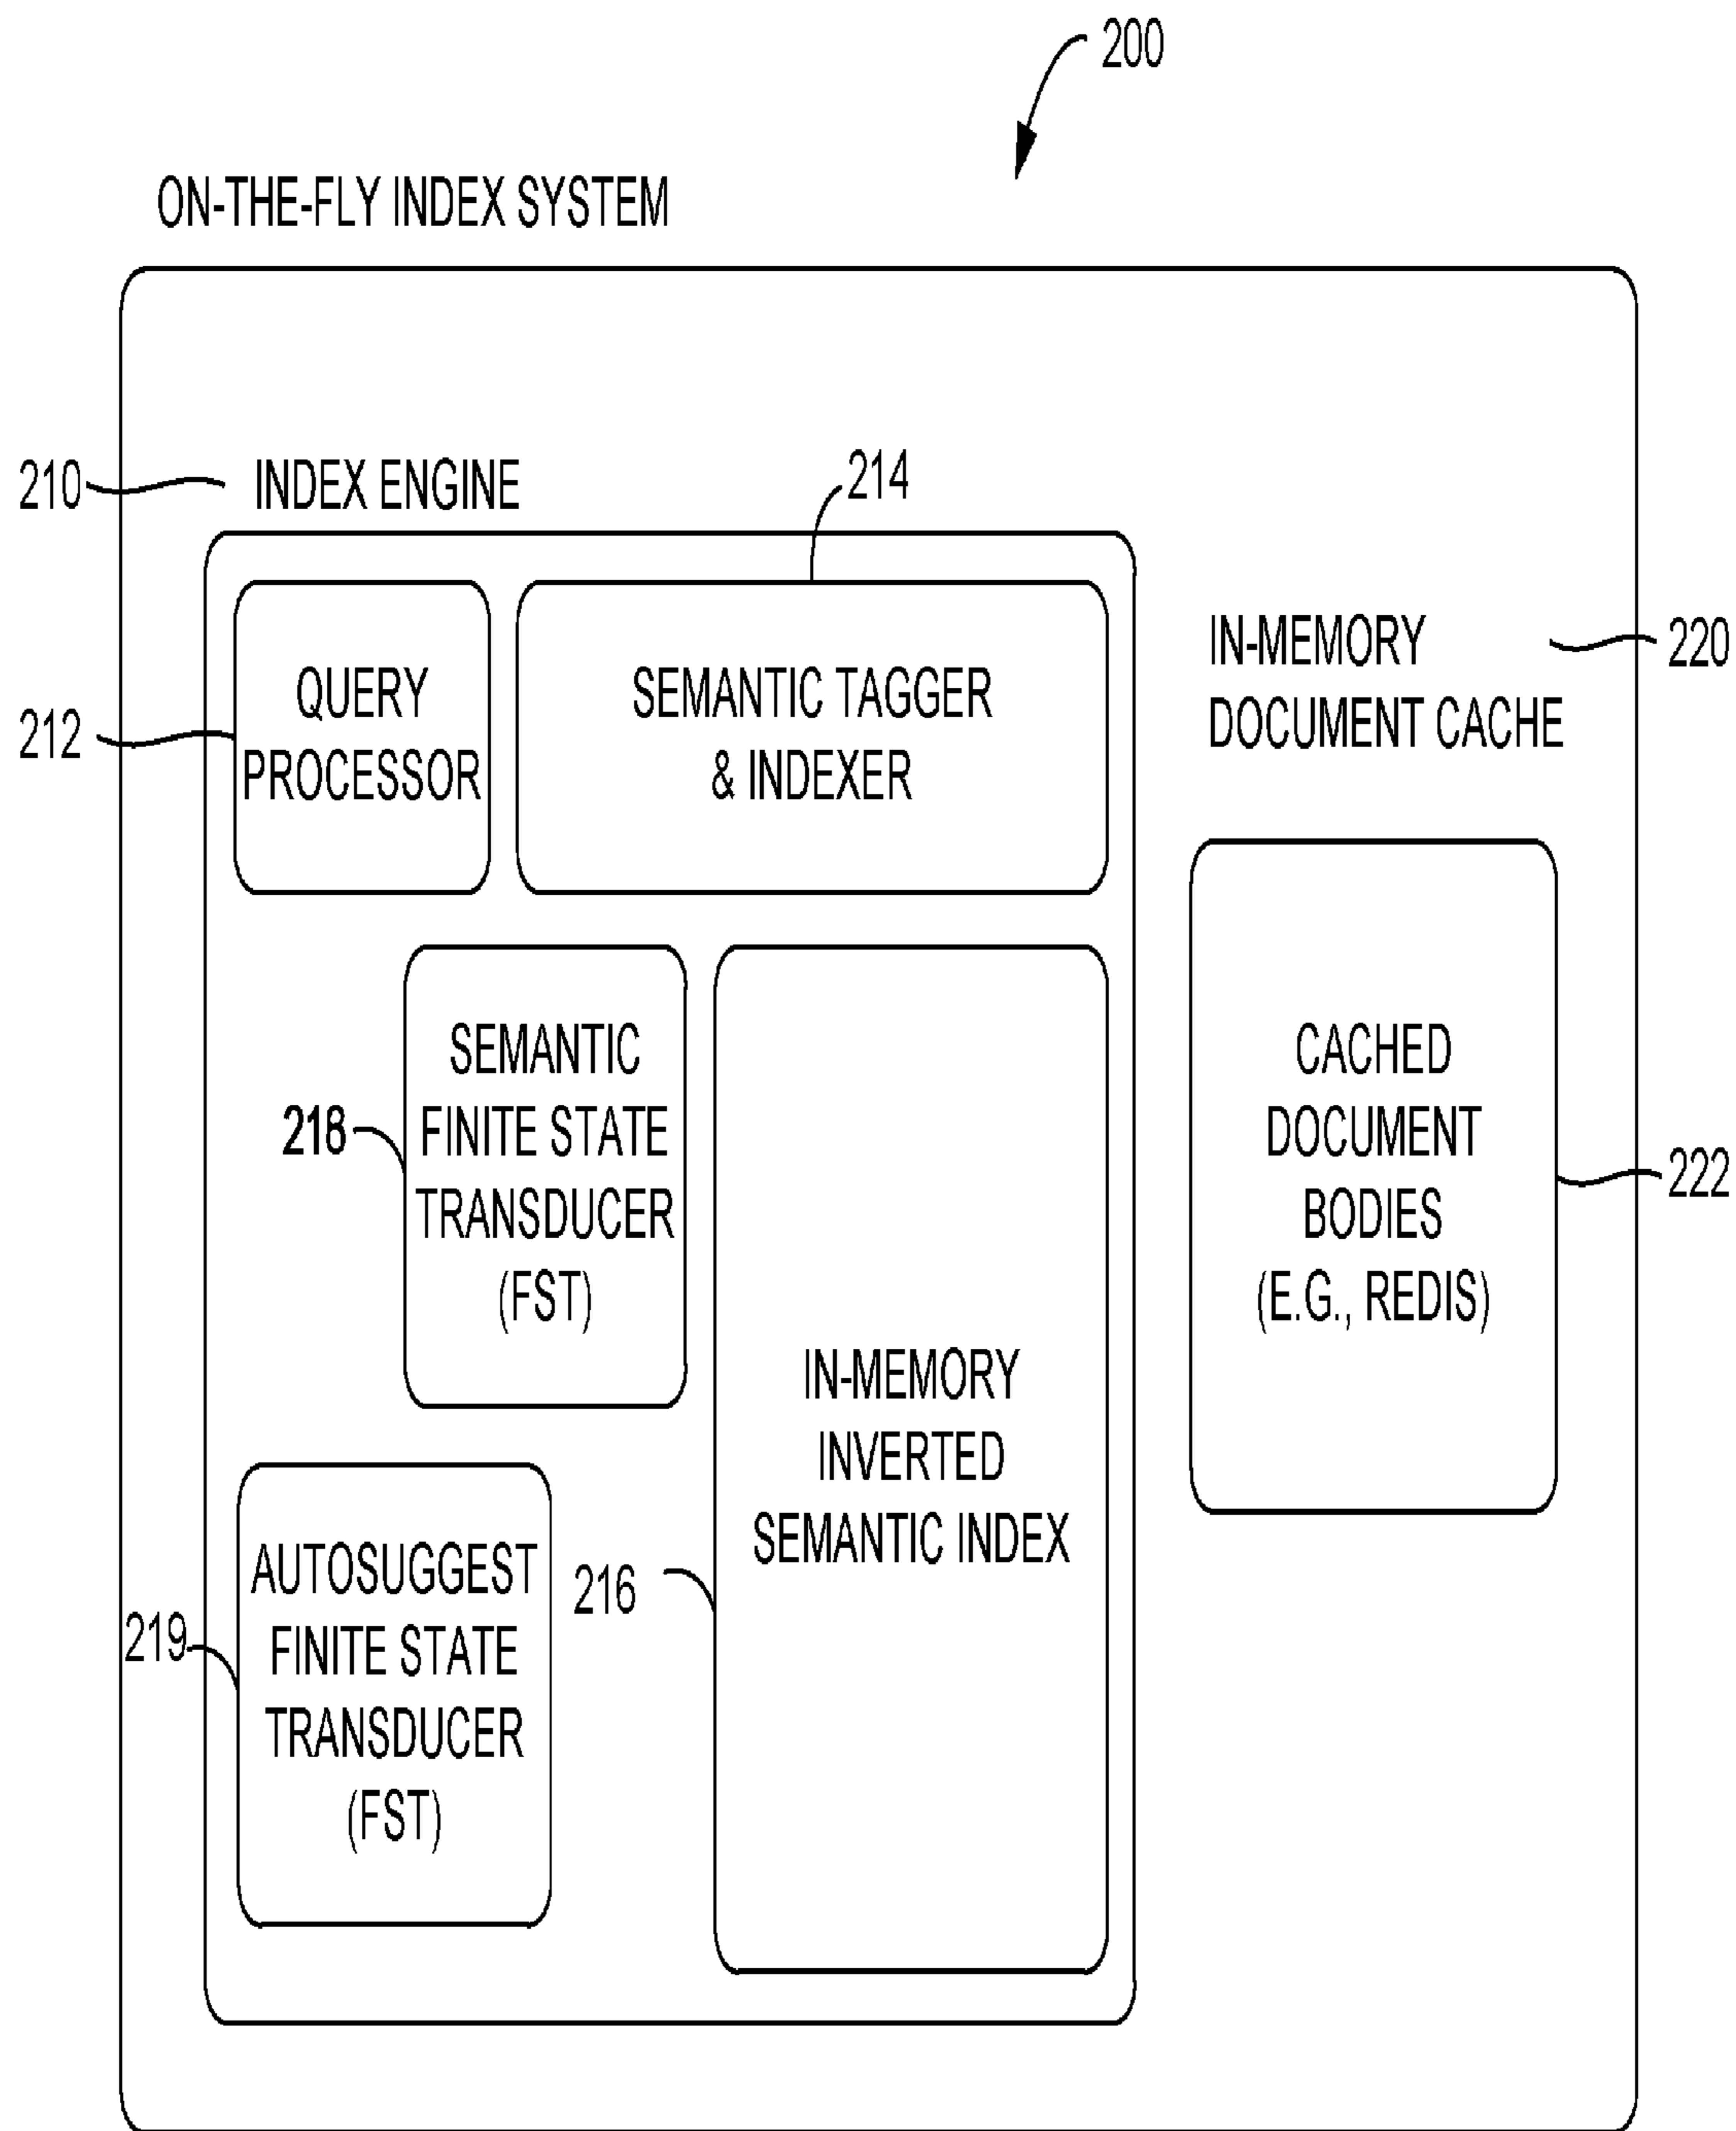 200
ON-THE-FLY INDEX SYSTEM
210
INDEX ENGINE
214
212
QUERY
PROCESSOR
SEMANTIC TAGGER
& INDEXER
IN-MEMORY
DOCUMENT CACHE
220
218
SEMANTIC
FINITE STATE
TRANSDUCER
(FST)
CACHED
DOCUMENT
BODIES
(E.G., REDIS)
222
IN-MEMORY
INVERTED
SEMANTIC INDEX
216
219
AUTOSUGGEST
FINITE STATE
TRANSDUCER
(FST)